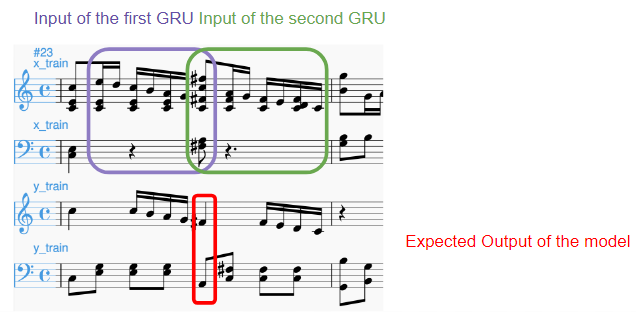 Input of the first GRU Input of the second GRU
#23
x_train
x_train
y_train
Expected Output of the model
y_train